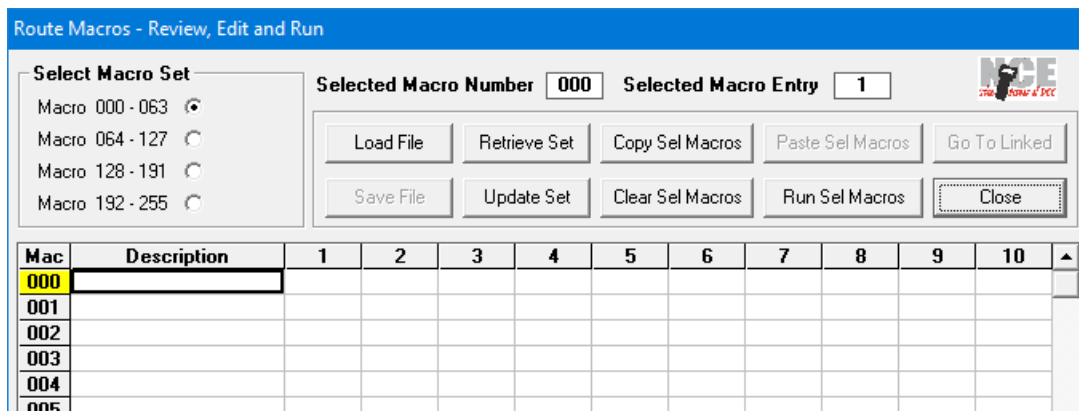 Route Macros - Review, Edit and Run
Select Macro Set
Macro 000 - 063
Macro 064 - 127
Macro 128 - 191
Macro 192 - 255
Selected Macro Number 000 Selected Macro Entry 1
NCE
Load File Retrieve Set Copy Sel Macros Paste Sel Macros Go To Linked
Save File Update Set Clear Sel Macros Run Sel Macros Close
Mac Description 1 2 3 4 5 6 7 8 9 10
000
001
002
003
004
005